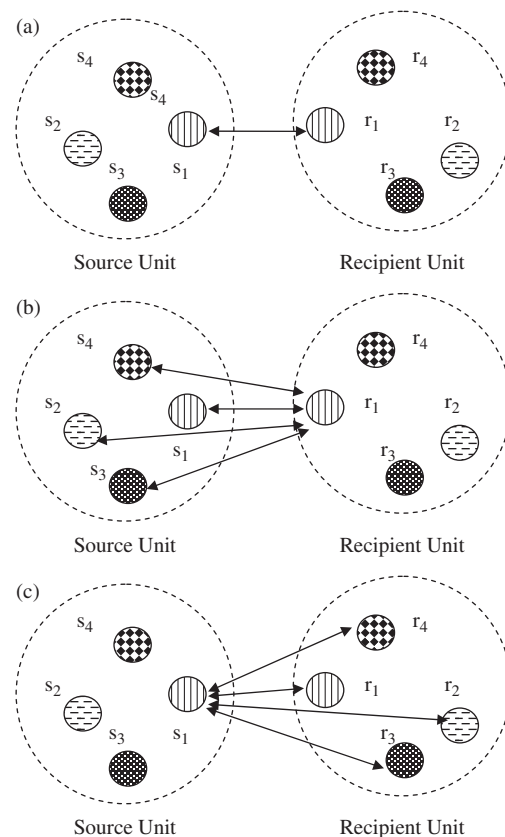 (a)
s4
r4
s4
s2
r1
r2
s3
s1
r3
Source Unit
Recipient Unit
(b)
s4
r4
s2
r1
r2
s3
s1
r3
Source Unit
Recipient Unit
(c)
s4
r4
s2
r1
r2
s3
s1
r3
Source Unit
Recipient Unit